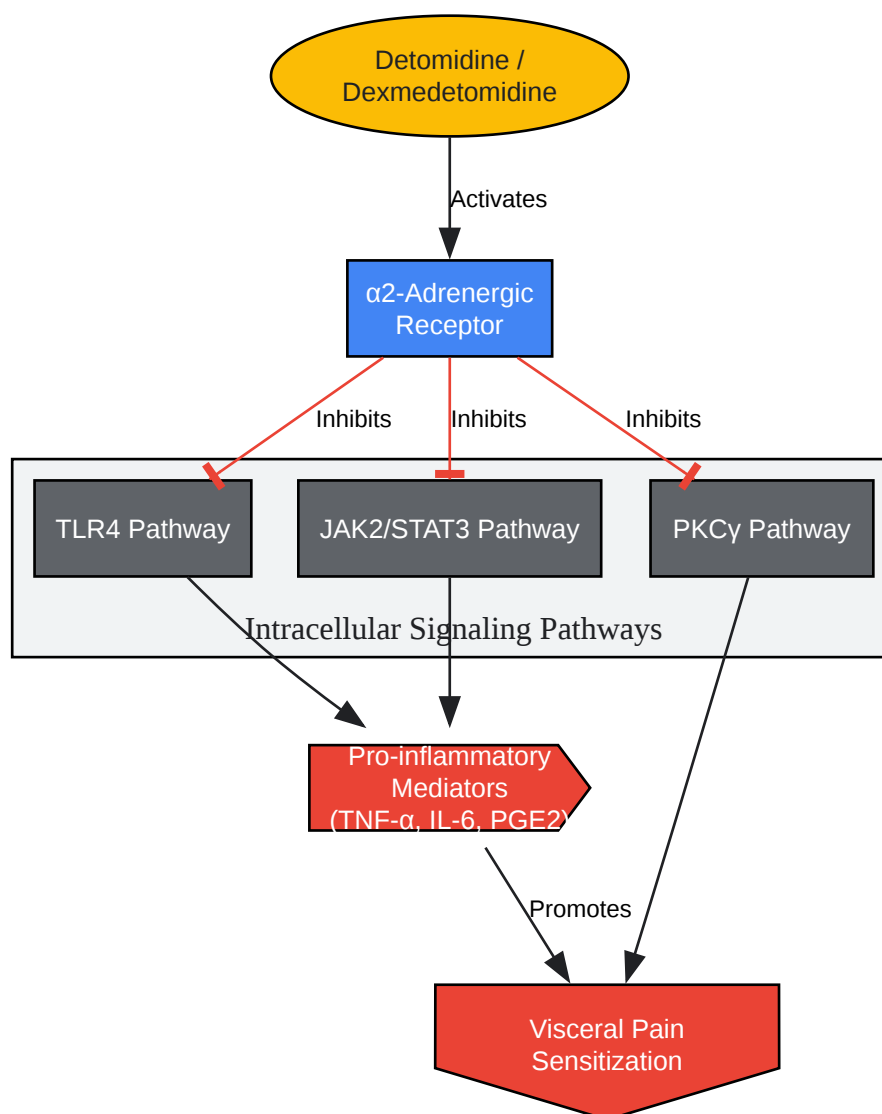 Detomidine /
Dexmedetomidine
Activates
α2-Adrenergic
Receptor
Inhibits
Inhibits
Inhibits
TLR4 Pathway
JAK2/STAT3 Pathway
PKCγ Pathway
Intracellular Signaling Pathways
Pro-inflammatory
Mediators
(TNF-α, IL-6, PGE2)
Promotes
Visceral Pain
Sensitization